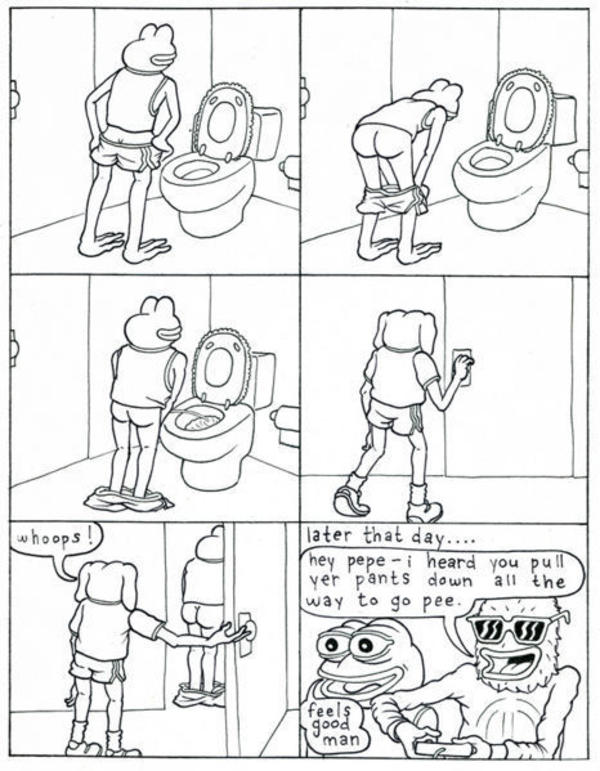 whoops!
later that day....
hey pepe - i heard you pull
yer pants down all the
way to go pee.
feels
good
man